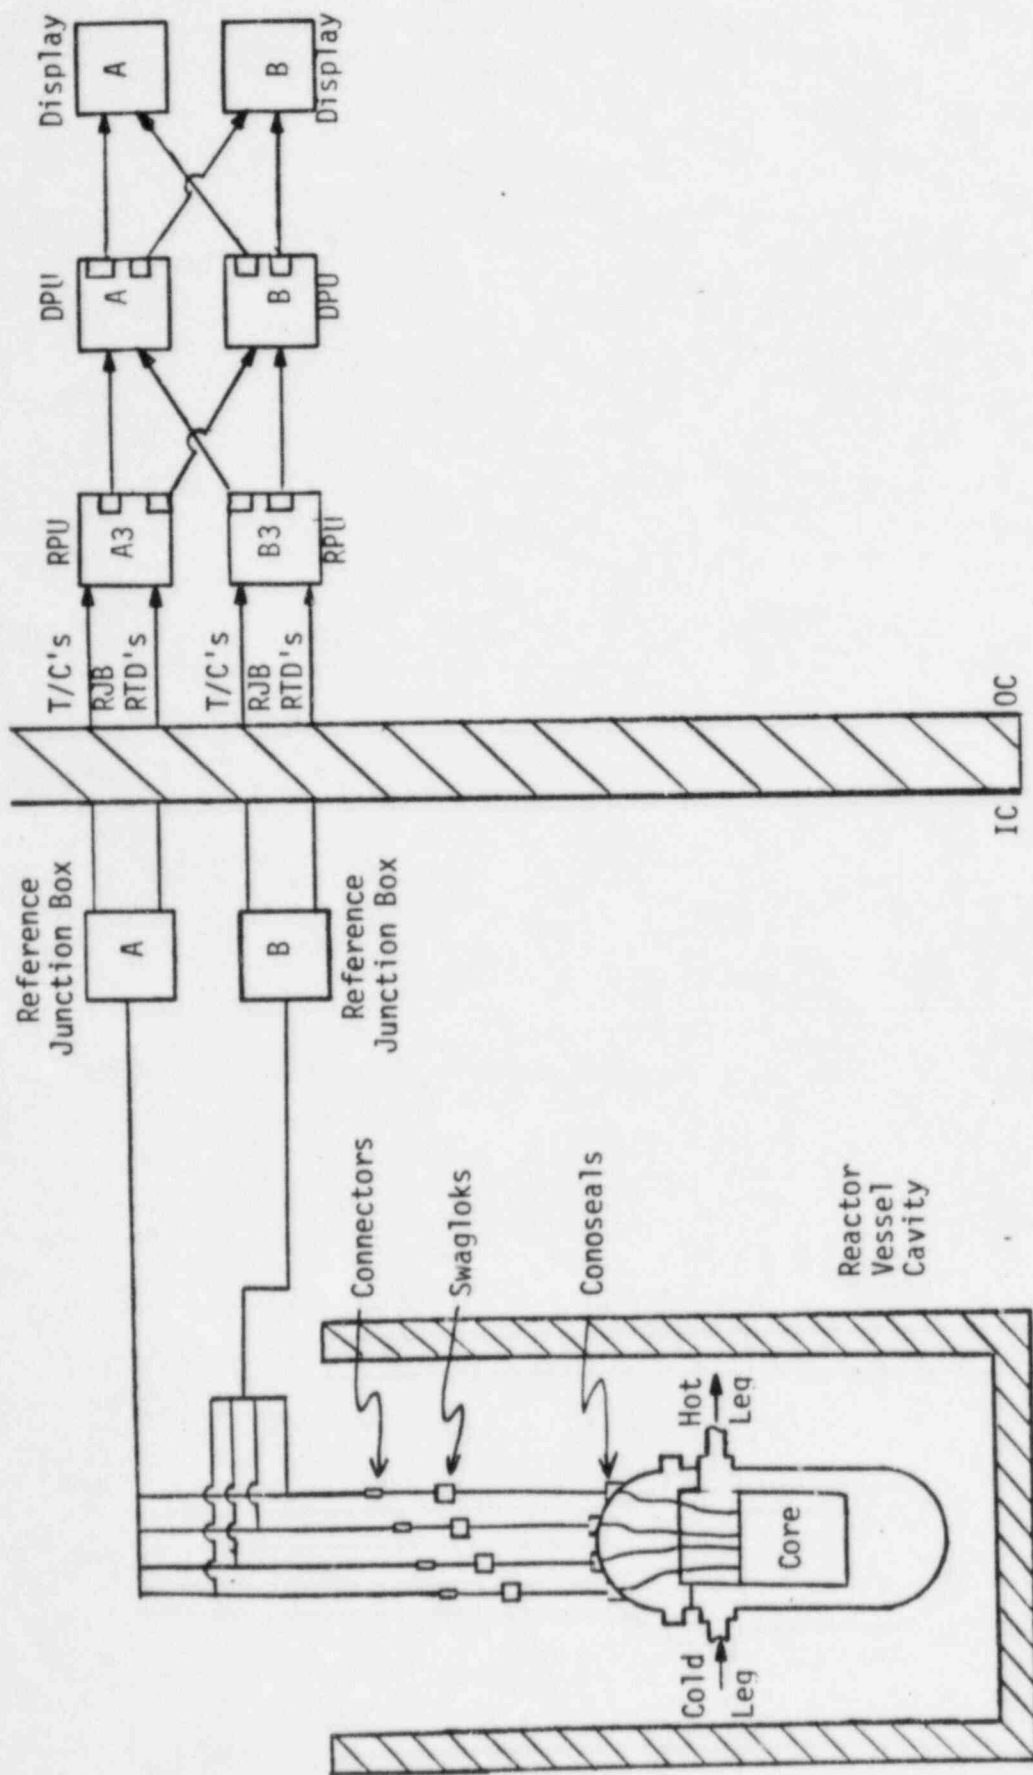 Reference
Junction Box
A
B
Reference
Junction Box
T/C's
RJB
RTD's
T/C's
RJB
RTD's
RPU
A3
B3
RPU
DPU
A
B
DPU
Display
A
B
Display
Connectors
Swagloks
Conoseals
Hot
Leg
Cold
Leg
Core
Reactor
Vessel
Cavity
IC
OC